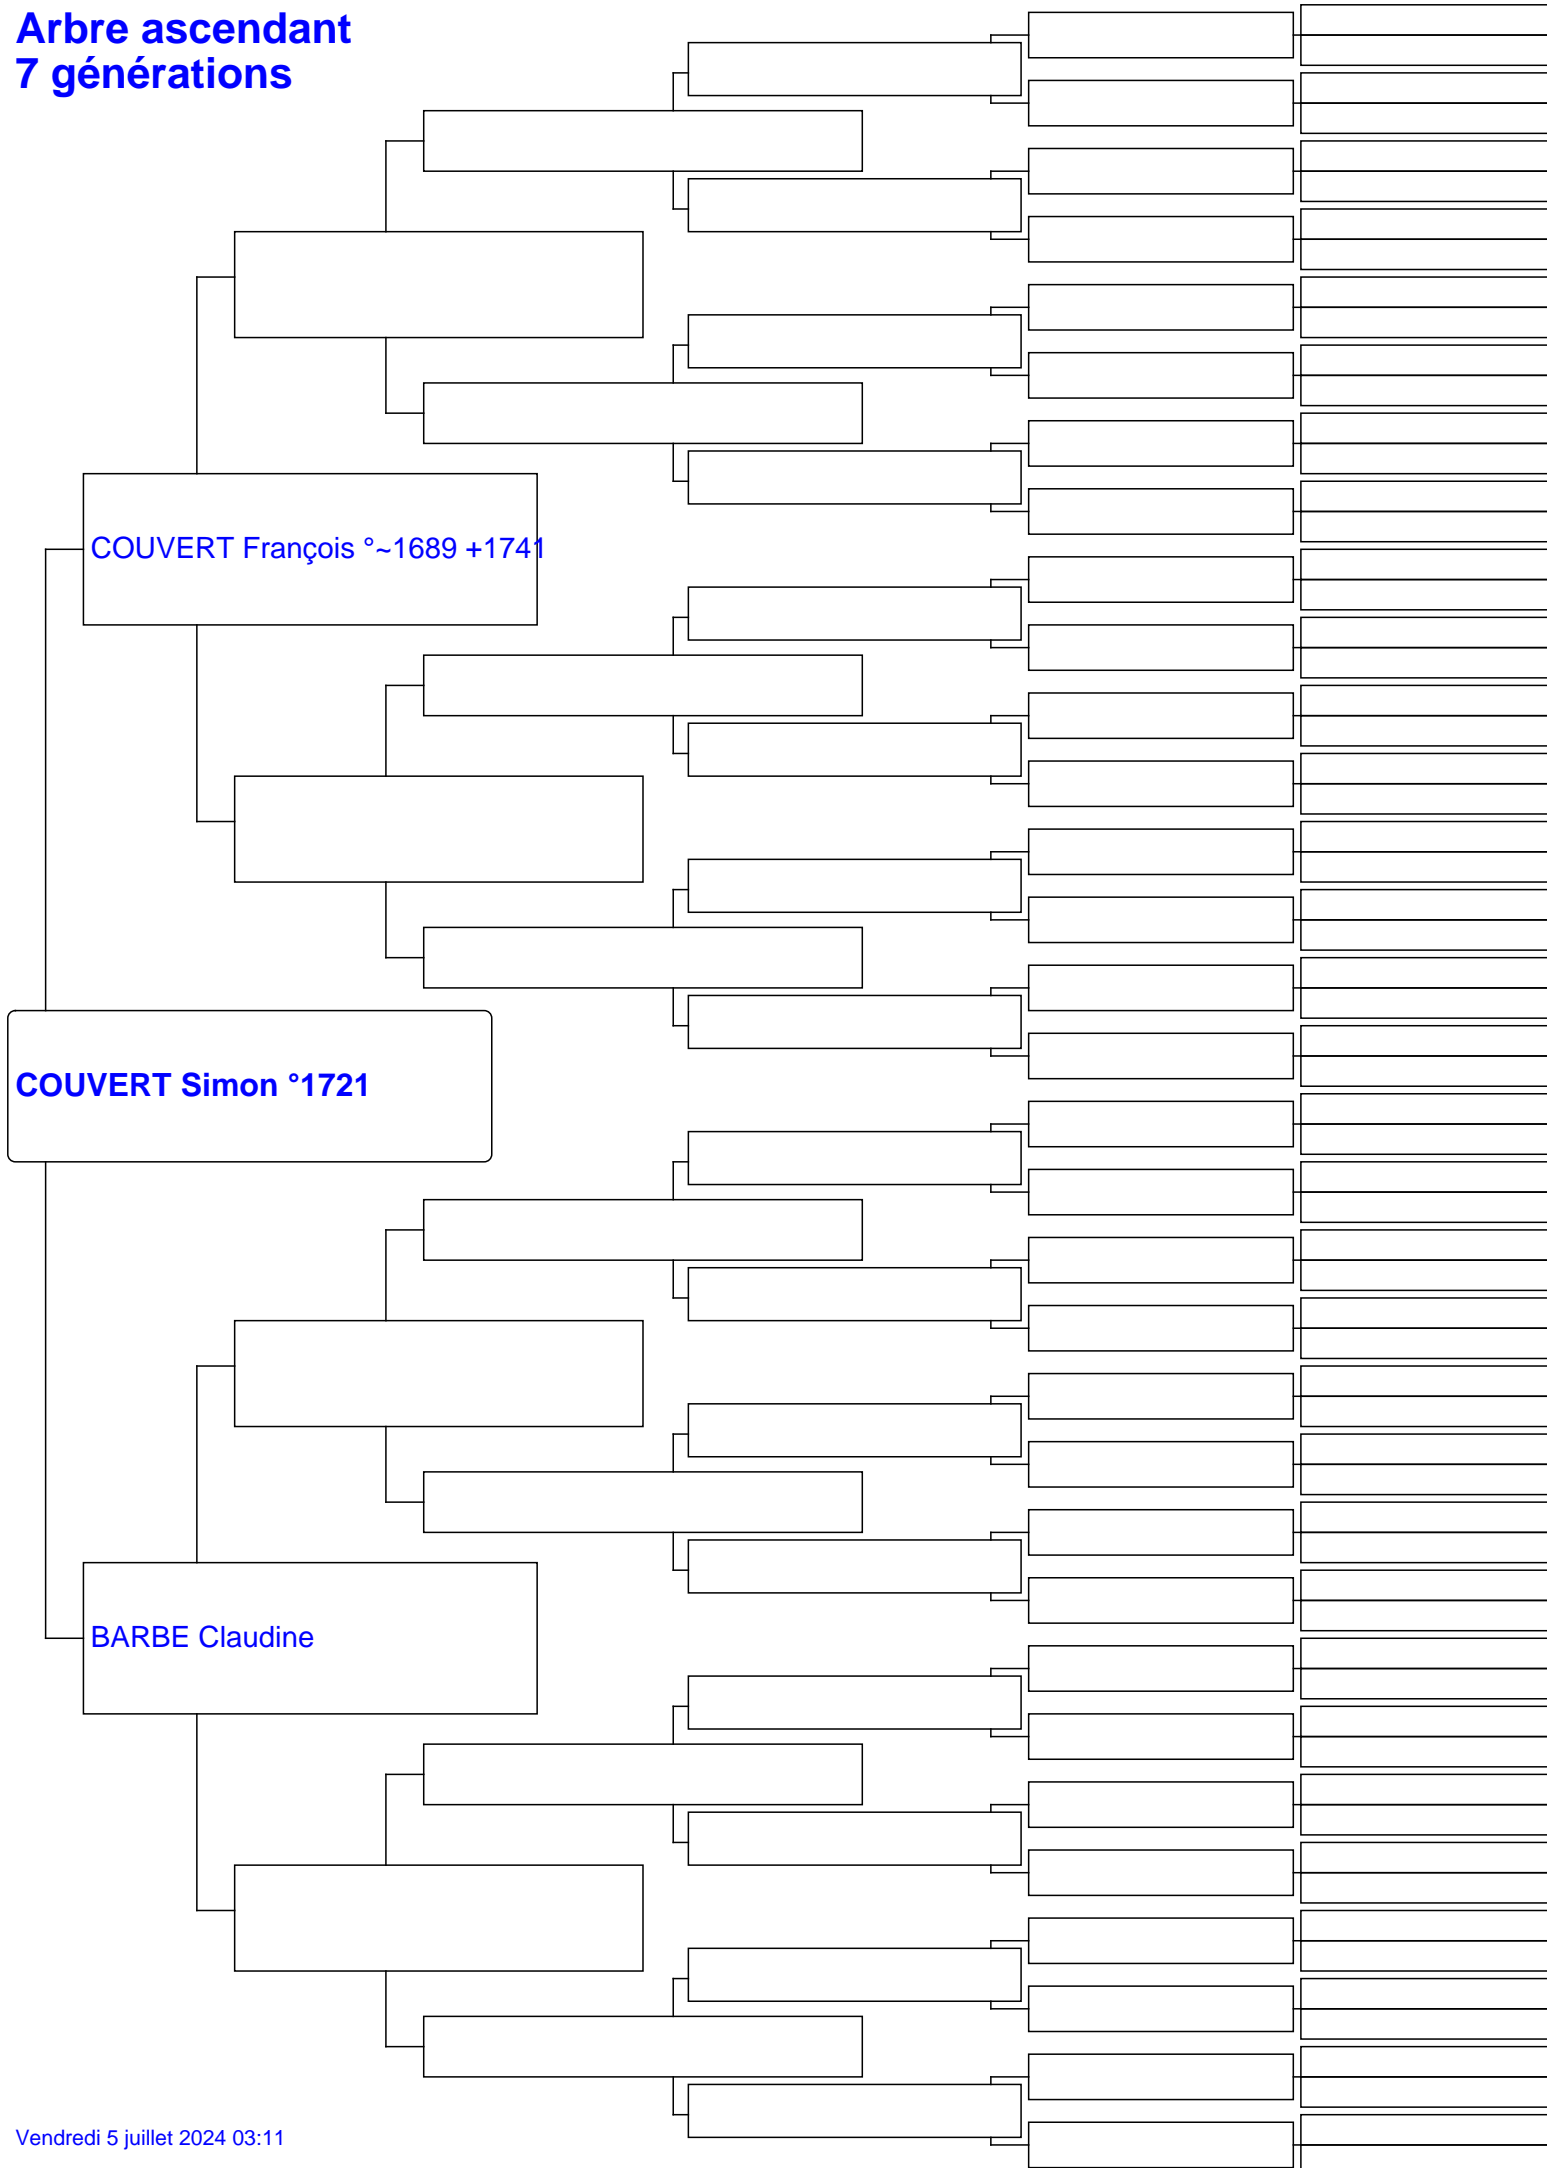 Arbre ascendant
7 générations
COUVERT François °~1689 +1741
COUVERT Simon °1721
BARBE Claudine
Vendredi 5 juillet 2024 03:11